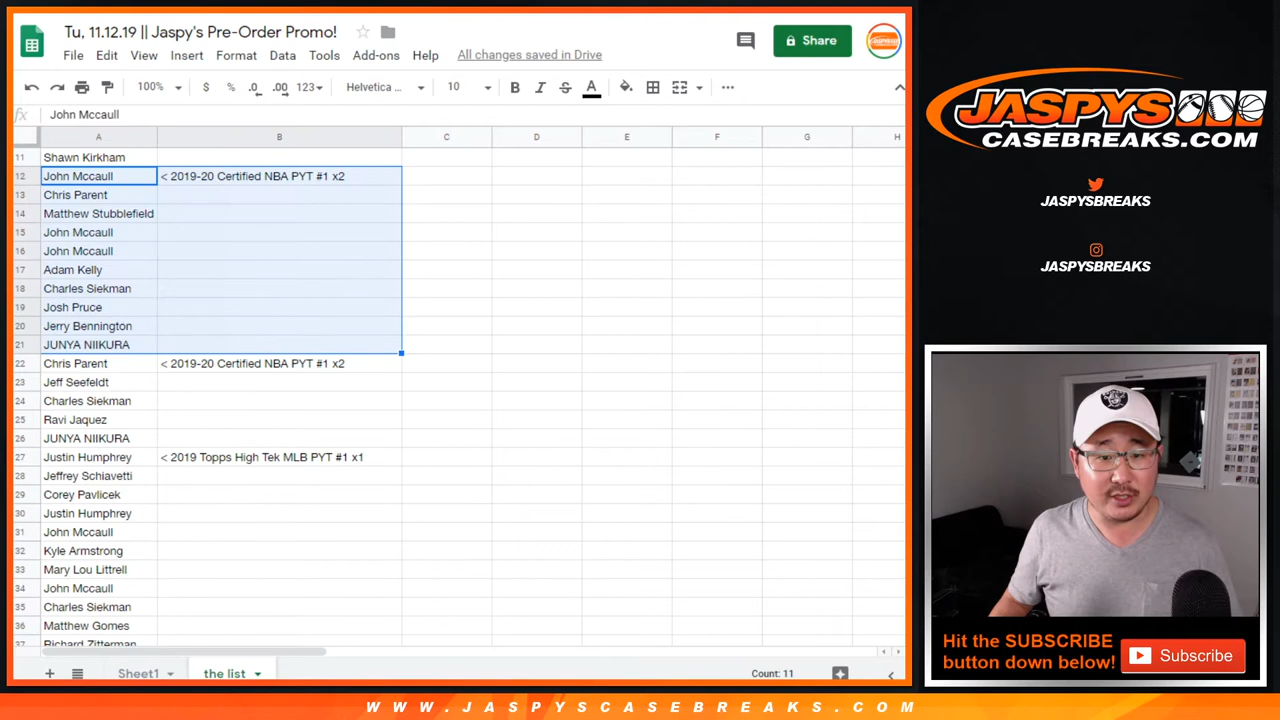 Tu, 11.12.19 || Jaspy's Pre-Order Promo!
File Edit View Insert Format Data Tools Add-ons Help All changes saved in Drive
Share
100% $ % .0 .00 123 Helvetica ... 10 B I S A
fx John Mccaull
A B C D E F G H
11 Shawn Kirkham
12 John Mccaull < 2019-20 Certified NBA PYT #1 x2
13 Chris Parent
14 Matthew Stubblefield
15 John Mccaull
16 John Mccaull
17 Adam Kelly
18 Charles Siekman
19 Josh Pruce
20 Jerry Bennington
21 JUNYA NIIKURA
22 Chris Parent < 2019-20 Certified NBA PYT #1 x2
23 Jeff Seefeldt
24 Charles Siekman
25 Ravi Jaquez
26 JUNYA NIIKURA
27 Justin Humphrey < 2019 Topps High Tek MLB PYT #1 x1
28 Jeffrey Schiavetti
29 Corey Pavlicek
30 Justin Humphrey
31 John Mccaull
32 Kyle Armstrong
33 Mary Lou Littrell
34 John Mccaull
35 Charles Siekman
36 Matthew Gomes
37 Richard Zitterman
Sheet1 the list Count: 11
JASPYS
CASEBREAKS.COM
JASPYSBREAKS
JASPYSBREAKS
Hit the SUBSCRIBE
button down below!
Subscribe
WWW.JASPYSCASEBREAKS.COM